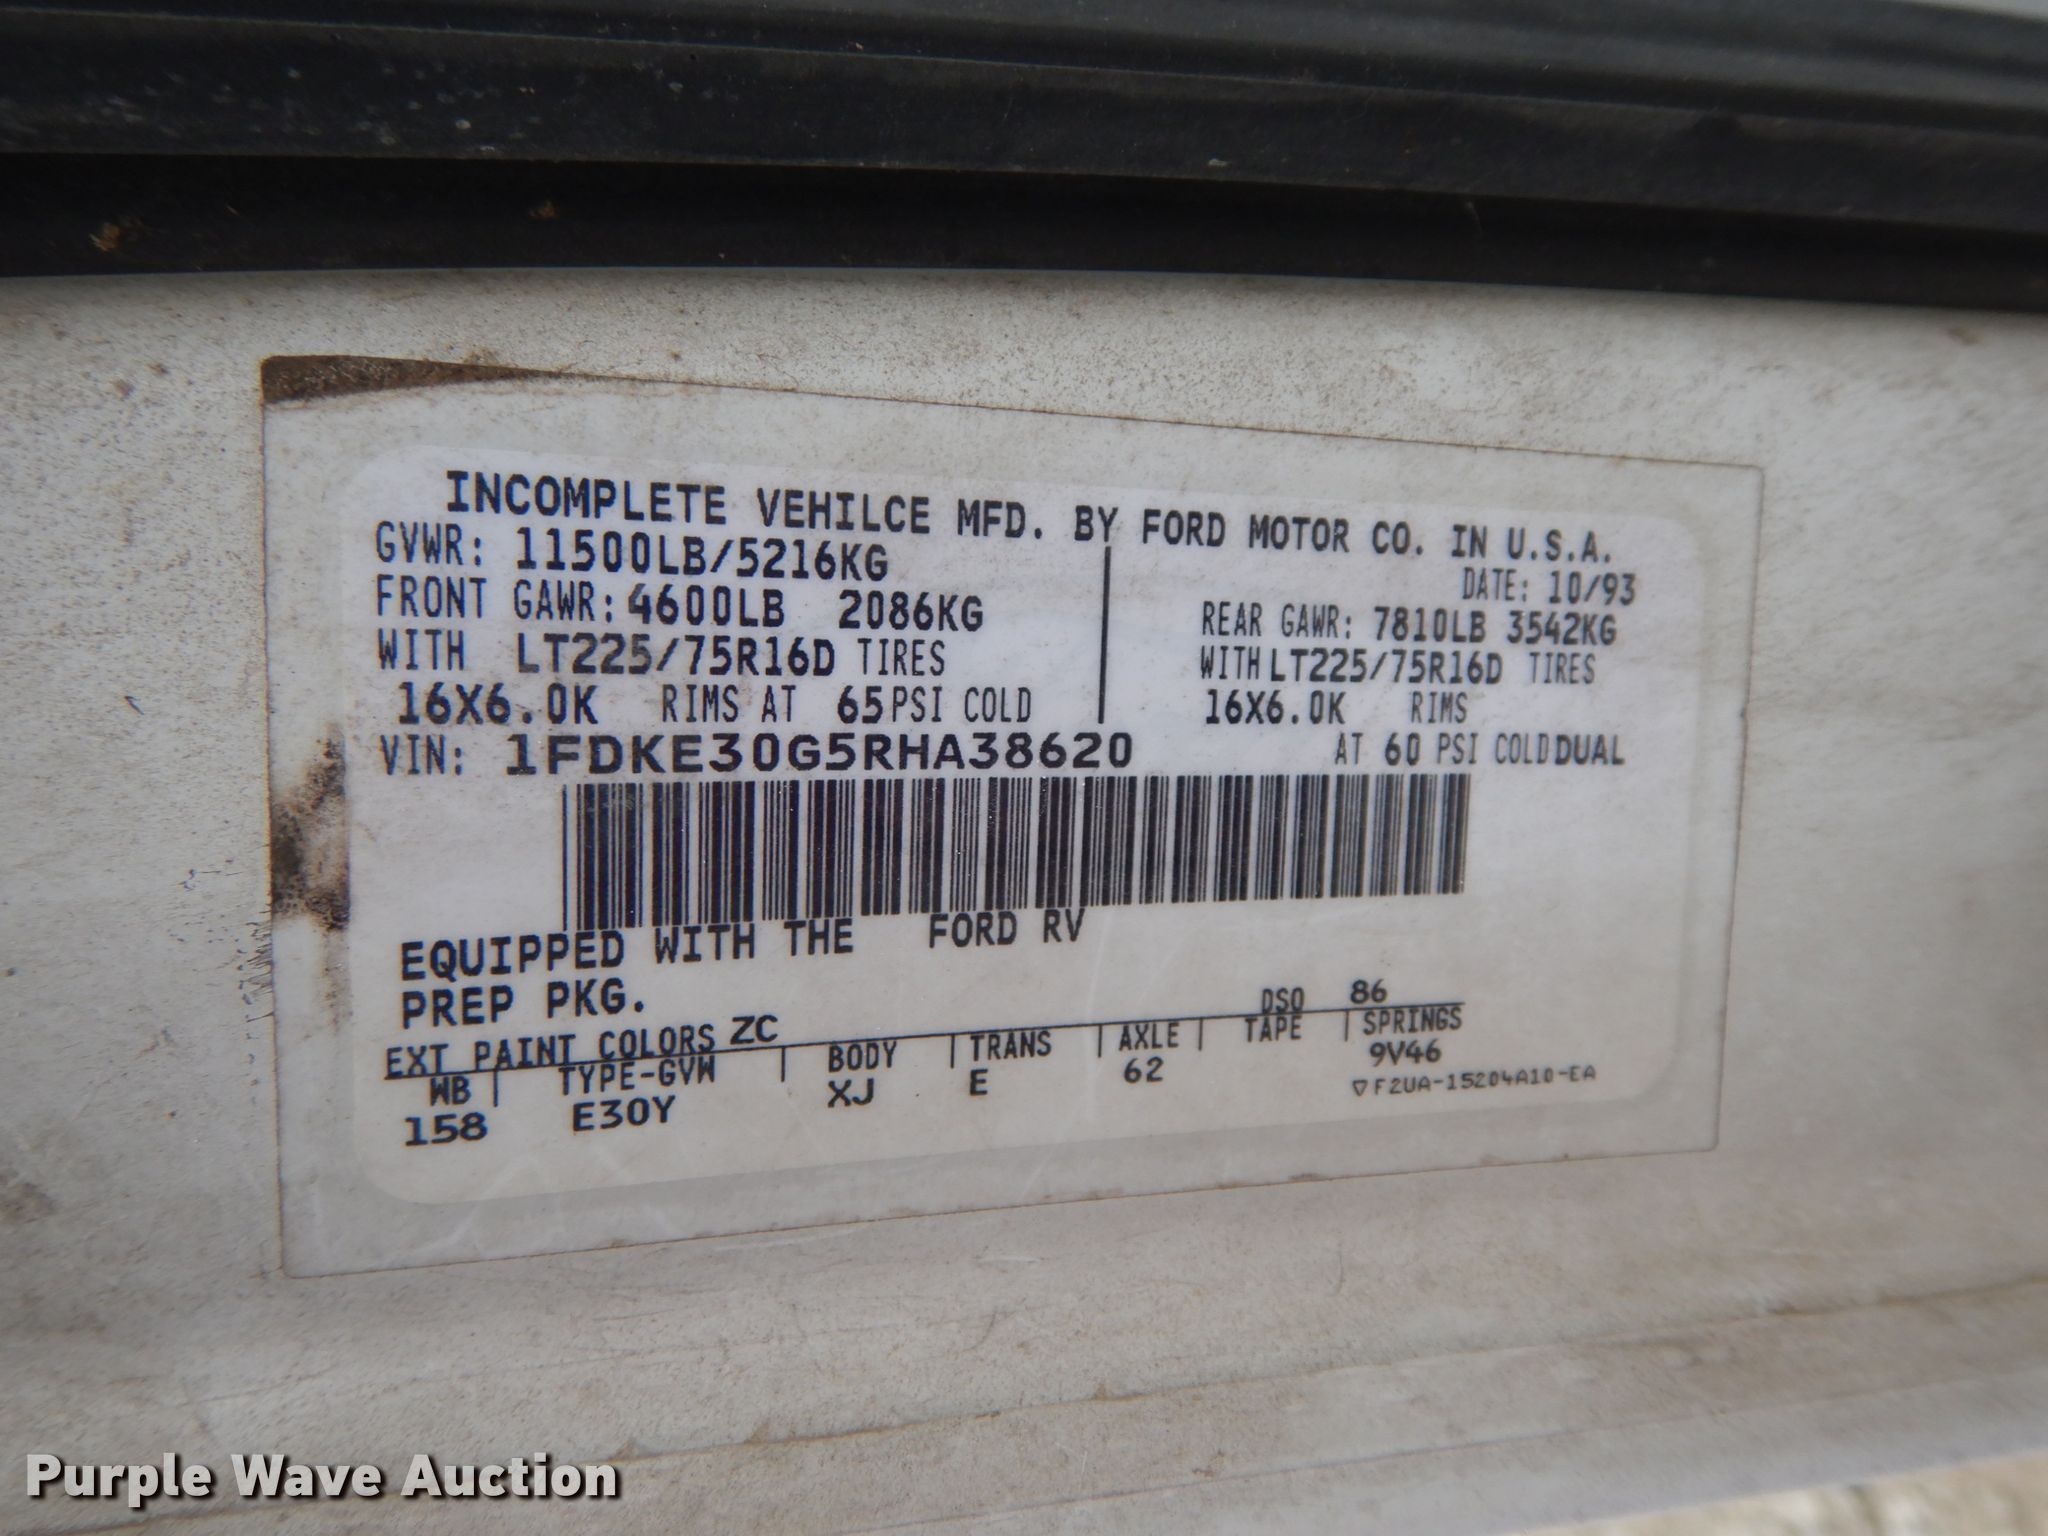 INCOMPLETE VEHILCE MFD. BY FORD MOTOR CO. IN U.S.A.
GVWR: 11500LB/5216KG
DATE: 10/93
FRONT GAWR: 4600LB 2086KG
REAR GAWR: 7810LB 3542KG
WITH LT225/75R16D TIRES
WITH LT225/75R16D TIRES
16X6.0K RIMS AT 65 PSI COLD
16X6.0K RIMS
VIN: 1FDKE30G5RHA38620
AT 60 PSI COLD DUAL
EQUIPPED WITH THE FORD RV
PREP PKG.
EXT PAINT COLORS ZC
DSO 86
WB | TYPE-GVW | BODY | TRANS | AXLE | TAPE | SPRINGS
158 E30Y XJ E 62 9V46
▽F2UA-15204A10-EA
Purple Wave Auction